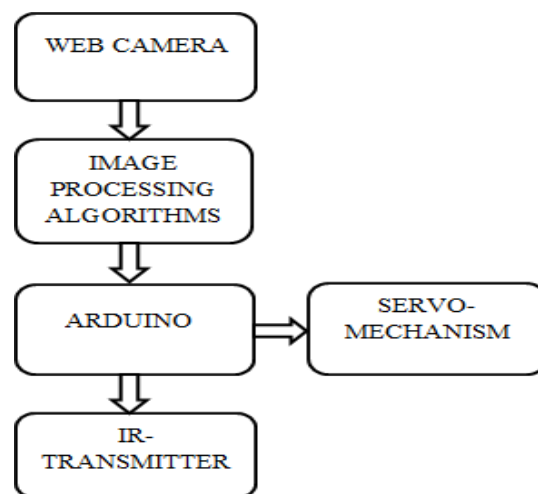 WEB CAMERA
IMAGE
PROCESSING
ALGORITHMS
ARDUINO
SERVO-
MECHANISM
IR-
TRANSMITTER